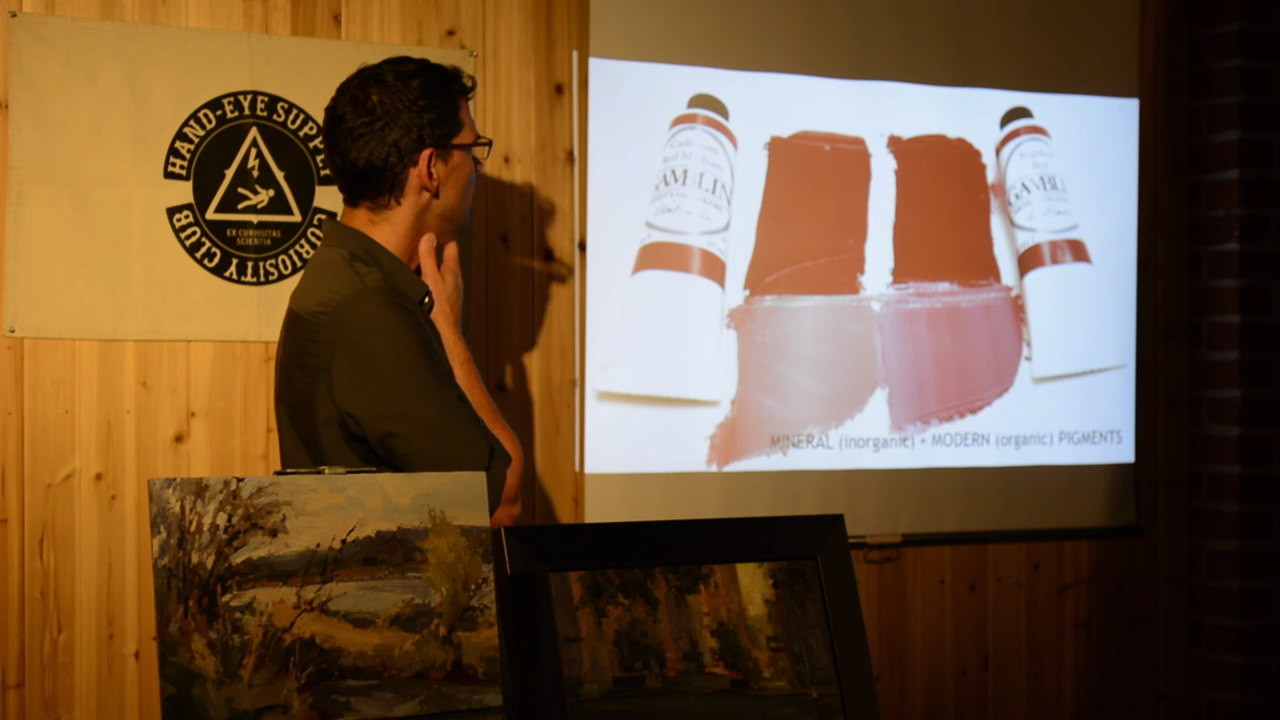 HAND-EYE SUPPLY
EX CURIOSITAS
SCIENTIA
CURIOSITY CLUB
GAMBLIN
GAMBLIN
MINERAL (inorganic) + MODERN (organic) PIGMENTS